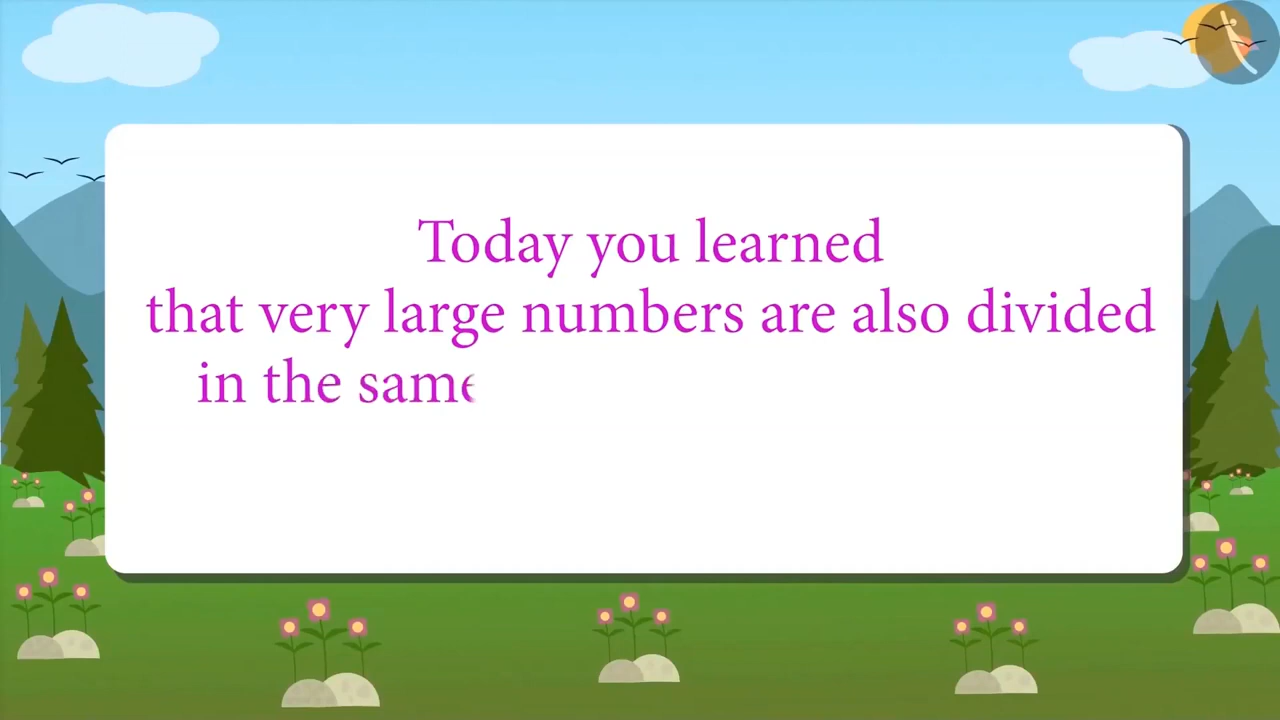 Today you learned
that very large numbers are also divided
in the same